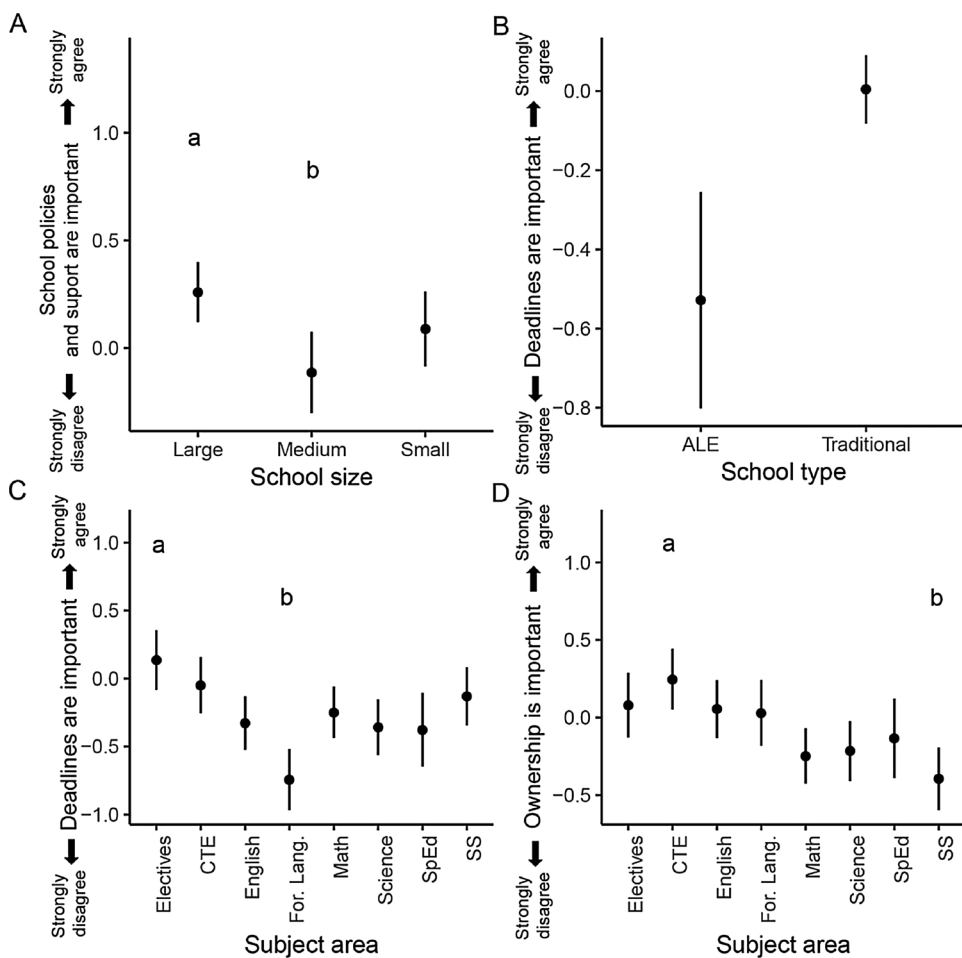 A
Strongly
agree
School policies
and suport are important
Strongly
disagree
1.0
0.5
0.0
a
b
Large Medium Small
School size
B
Strongly
agree
Deadlines are important
Strongly
disagree
0.0
−0.2
−0.4
−0.6
−0.8
ALE Traditional
School type
C
Strongly
agree
Deadlines are important
Strongly
disagree
1.0
0.5
0.0
−0.5
−1.0
a
b
Electives
CTE
English
For. Lang.
Math
Science
SpEd
SS
Subject area
D
Strongly
agree
Ownership is important
Strongly
disagree
1.0
0.5
0.0
−0.5
a
b
Electives
CTE
English
For. Lang.
Math
Science
SpEd
SS
Subject area